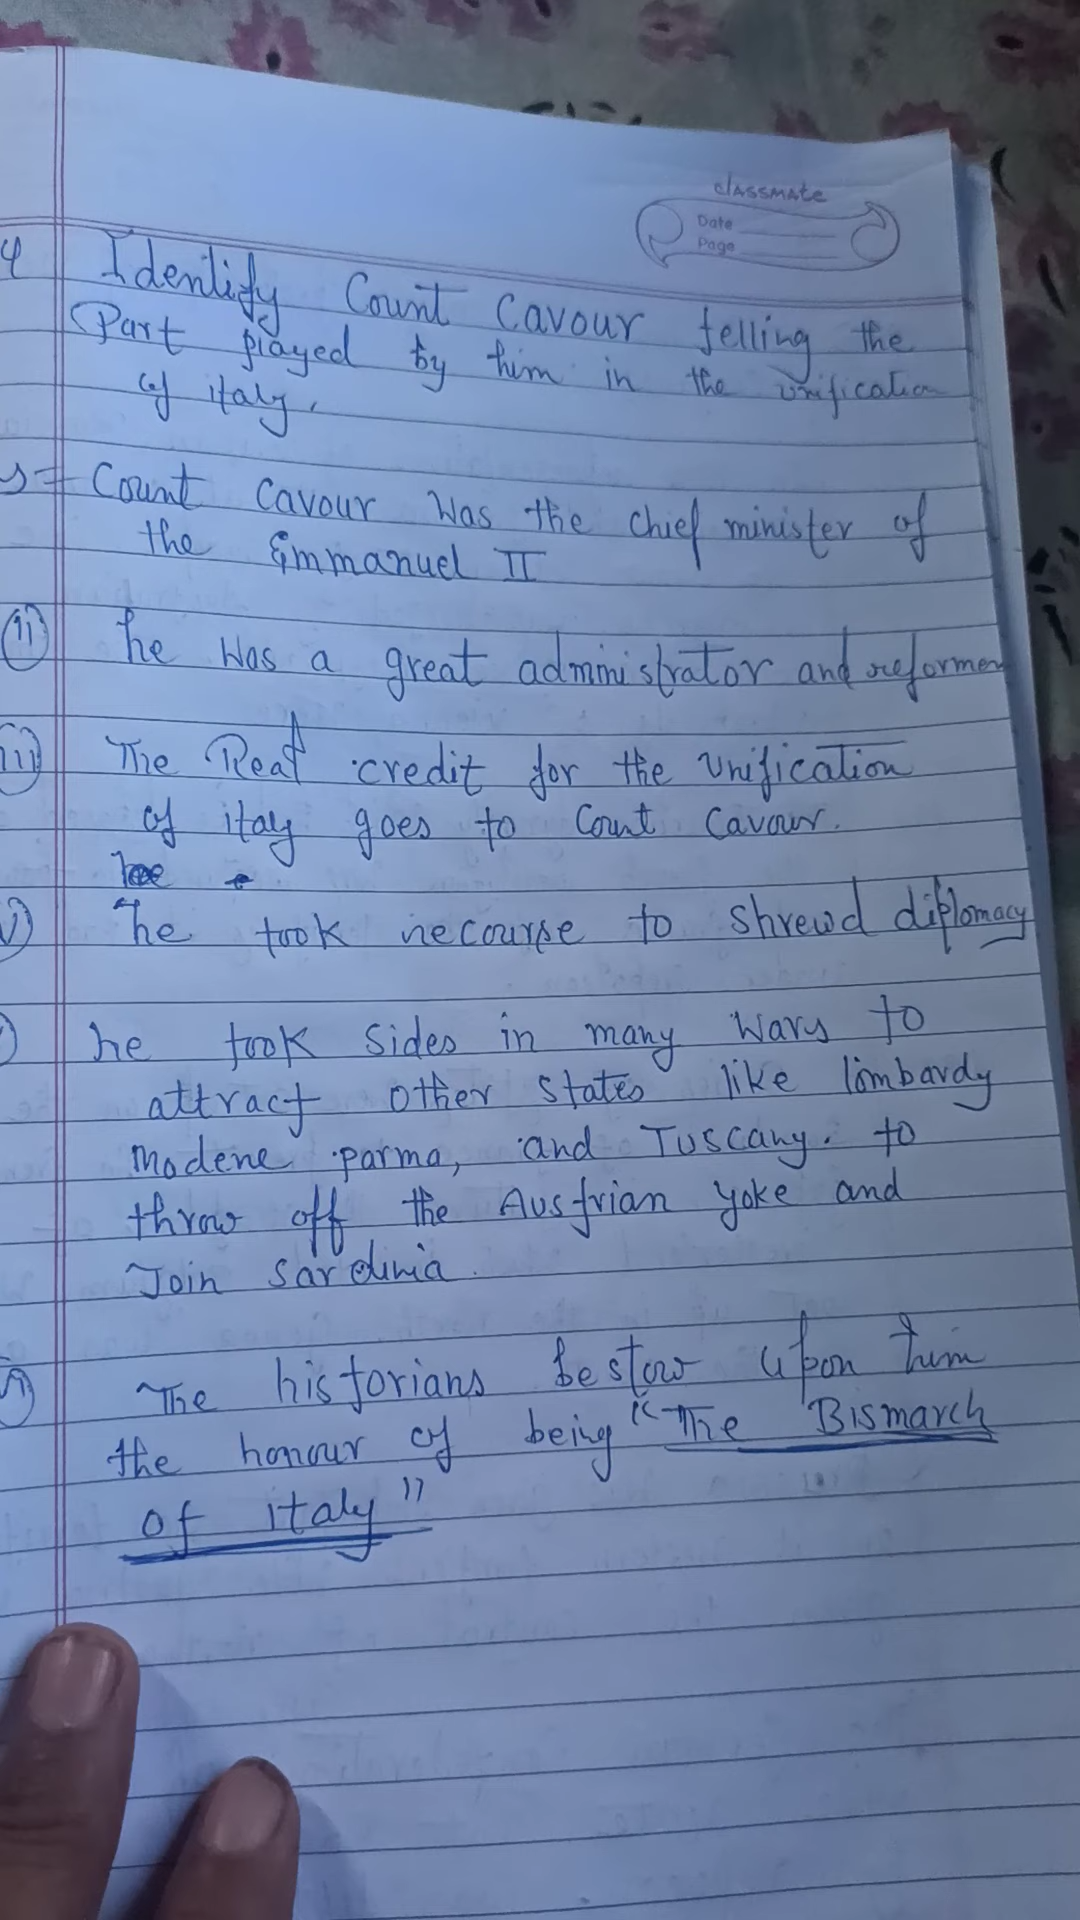 classmate
Date
Page
4 Identify Count Cavour telling the
Part played by him in the unification
of italy.
Count Cavour Was the chief minister of
the Emmanuel II
(ii) he was a great administrator and reformer
(iii) The Real credit for the unification
of italy goes to Count Cavour.
he took recourse to shrewd diplomacy
he took sides in many wars to
attract other states like lombardy
Modene parma, and Tuscany. to
throw off the Austrian yoke and
Join sardinia.
The historians bestow upon him
the honour of being "The Bismarck
of italy"